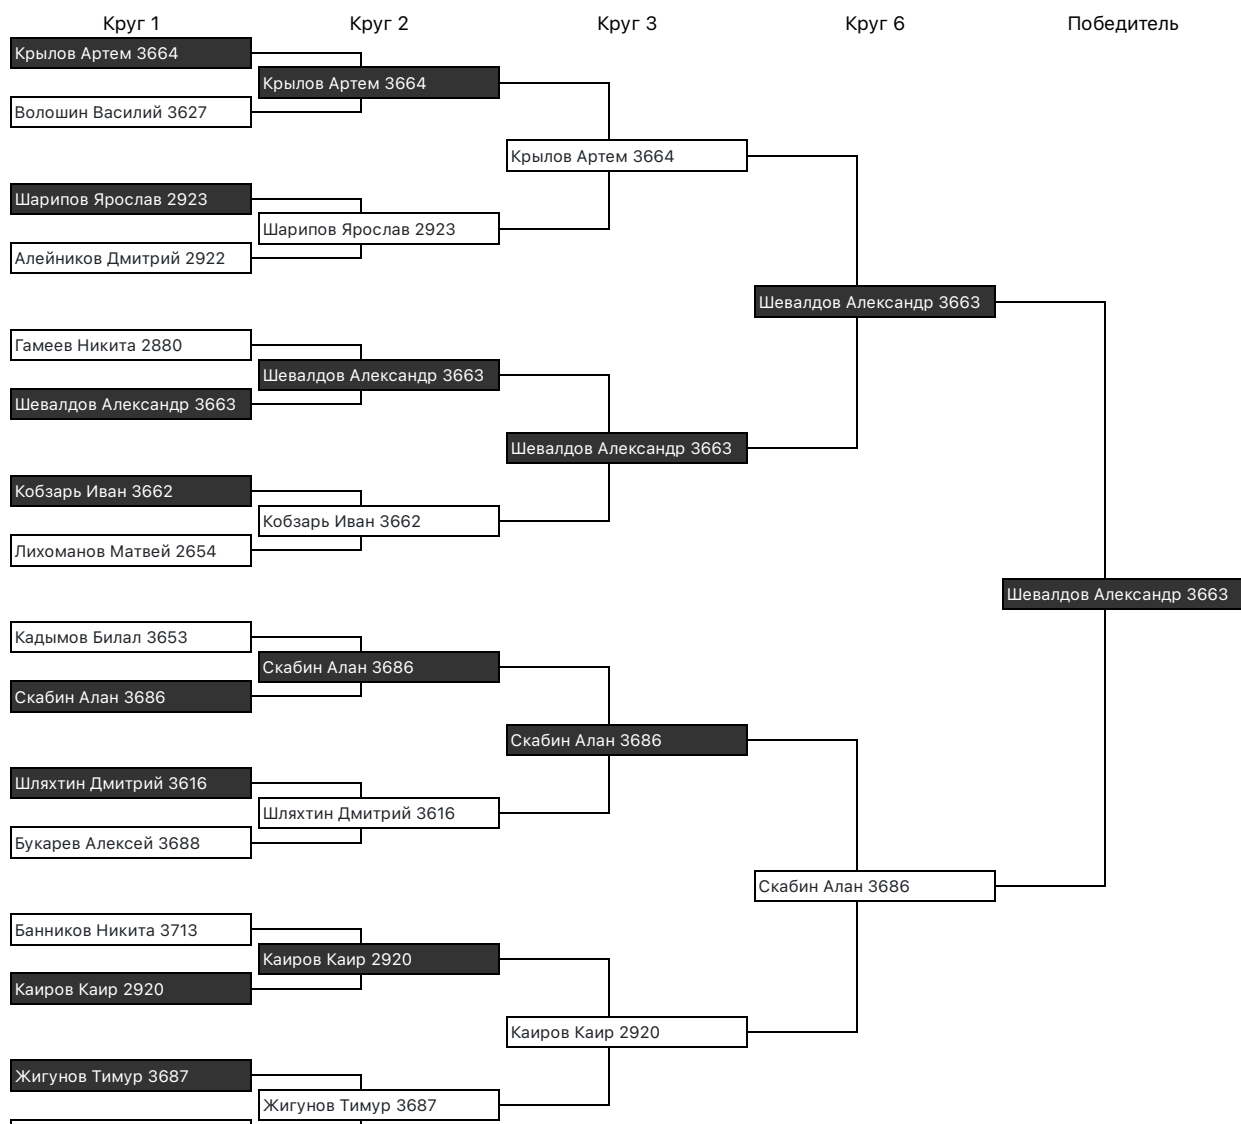 Круг 1
Круг 2
Круг 3
Круг 6
Победитель
Крылов Артем 3664
Крылов Артем 3664
Волошин Василий 3627
Крылов Артем 3664
Шарипов Ярослав 2923
Шарипов Ярослав 2923
Алейников Дмитрий 2922
Шевалдов Александр 3663
Гамеев Никита 2880
Шевалдов Александр 3663
Шевалдов Александр 3663
Шевалдов Александр 3663
Кобзарь Иван 3662
Кобзарь Иван 3662
Лихоманов Матвей 2654
Шевалдов Александр 3663
Кадымов Билал 3653
Скабин Алан 3686
Скабин Алан 3686
Скабин Алан 3686
Шляхтин Дмитрий 3616
Шляхтин Дмитрий 3616
Букарев Алексей 3688
Скабин Алан 3686
Банников Никита 3713
Каиров Каир 2920
Каиров Каир 2920
Каиров Каир 2920
Жигунов Тимур 3687
Жигунов Тимур 3687